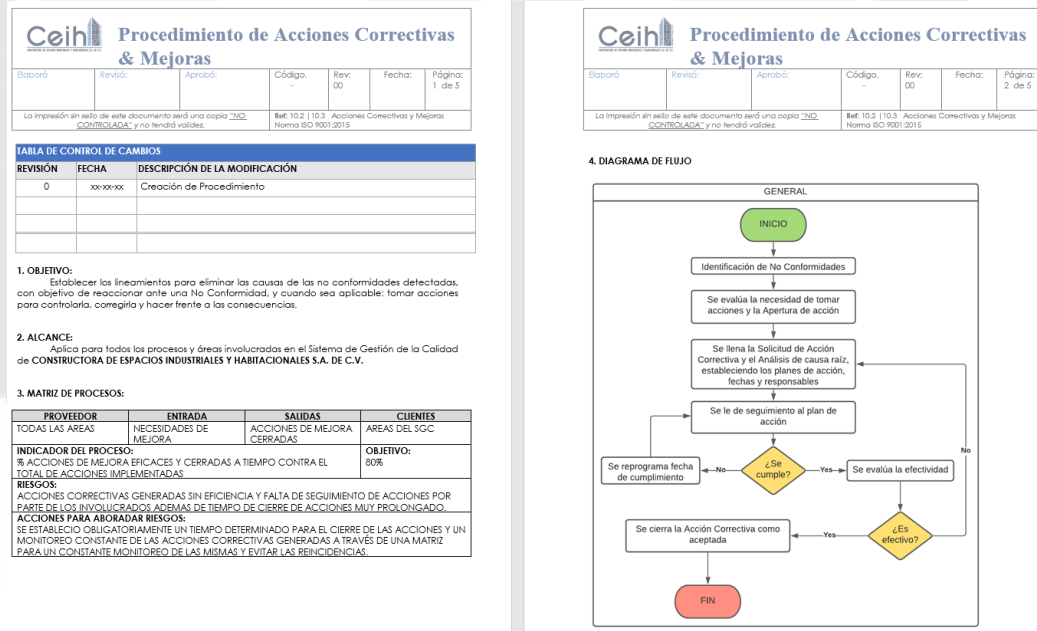 Ceih
Procedimiento de Acciones Correctivas
& Mejoras
Elaboró Revisó: Aprobó: Código. Rev: Fecha: Página:
- 00 1 de 5
La impresión sin sello de este documento será una copia "NO
CONTROLADA" y no tendrá validez.
Ref: 10.2 |10.3 Acciones Correctivas y Mejoras
Norma ISO 9001:2015
TABLA DE CONTROL DE CAMBIOS
REVISIÓN FECHA DESCRIPCIÓN DE LA MODIFICACIÓN
0 xx-xx-xx Creación de Procedimiento
1. OBJETIVO:
Establecer los lineamientos para eliminar las causas de las no conformidades detectadas,
con objetivo de reaccionar ante una No Conformidad, y cuando sea aplicable: tomar acciones
para controlarla, corregirla y hacer frente a las consecuencias.
2. ALCANCE:
Aplica para todos los procesos y áreas involucradas en el Sistema de Gestión de la Calidad
de CONSTRUCTORA DE ESPACIOS INDUSTRIALES Y HABITACIONALES S.A. DE C.V.
3. MATRIZ DE PROCESOS:
PROVEEDOR ENTRADA SALIDAS CLIENTES
TODAS LAS AREAS NECESIDADES DE ACCIONES DE MEJORA AREAS DEL SGC
MEJORA CERRADAS
INDICADOR DEL PROCESO: OBJETIVO:
% ACCIONES DE MEJORA EFICACES Y CERRADAS A TIEMPO CONTRA EL 80%
TOTAL DE ACCIONES IMPLEMENTADAS
RIESGOS:
ACCIONES CORRECTIVAS GENERADAS SIN EFICIENCIA Y FALTA DE SEGUIMIENTO DE ACCIONES POR
PARTE DE LOS INVOLUCRADOS ADEMAS DE TIEMPO DE CIERRE DE ACCIONES MUY PROLONGADO.
ACCIONES PARA ABORADAR RIESGOS:
SE ESTABLECIO OBLIGATORIAMENTE UN TIEMPO DETERMINADO PARA EL CIERRE DE LAS ACCIONES Y UN
MONITOREO CONSTANTE DE LAS ACCIONES CORRECTIVAS GENERADAS A TRAVÉS DE UNA MATRIZ
PARA UN CONSTANTE MONITOREO DE LAS MISMAS Y EVITAR LAS REINCIDENCIAS.
Ceih
Procedimiento de Acciones Correctivas
& Mejoras
Elaboró Revisó: Aprobó: Código. Rev: Fecha: Página:
- 00 2 de 5
La impresión sin sello de este documento será una copia "NO
CONTROLADA" y no tendrá validez.
Ref: 10.2 |10.3 Acciones Correctivas y Mejoras
Norma ISO 9001:2015
4. DIAGRAMA DE FLUJO
GENERAL
INICIO
Identificación de No Conformidades
Se evalúa la necesidad de tomar
acciones y la Apertura de acción
Se llena la Solicitud de Acción
Correctiva y el Análisis de causa raíz,
estableciendo los planes de acción,
fechas y responsables
Se le de seguimiento al plan de
acción
No
Se reprograma fecha
de cumplimiento
No
¿Se
cumple?
Yes
Se evalúa la efectividad
Se cierra la Acción Correctiva como
aceptada
Yes
¿Es
efectivo?
FIN